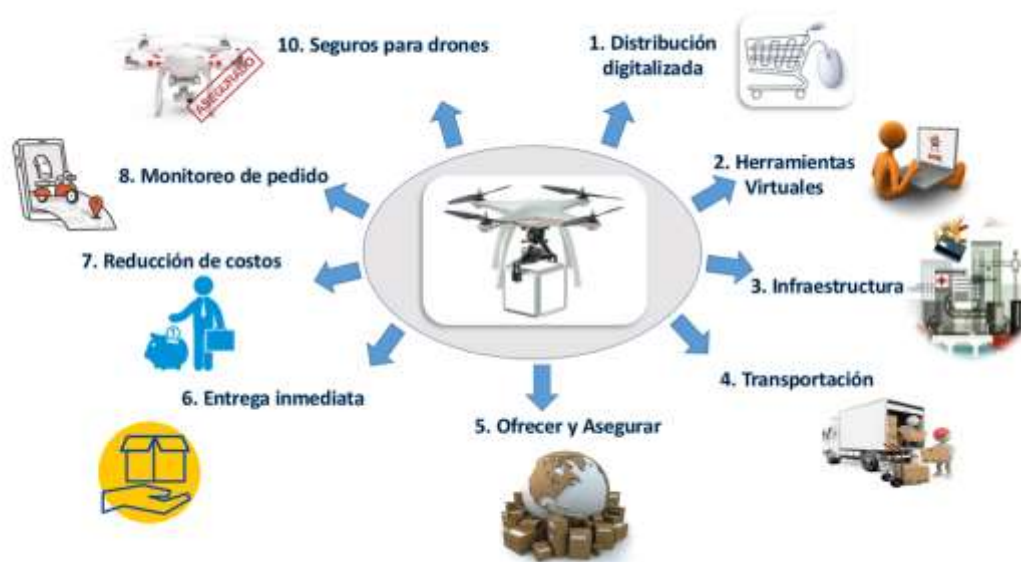 10. Seguros para drones
ASEGURADO
1. Distribución
digitalizada
8. Monitoreo de pedido
2. Herramientas
Virtuales
7. Reducción de costos
3. Infraestructura
6. Entrega inmediata
4. Transportación
5. Ofrecer y Asegurar